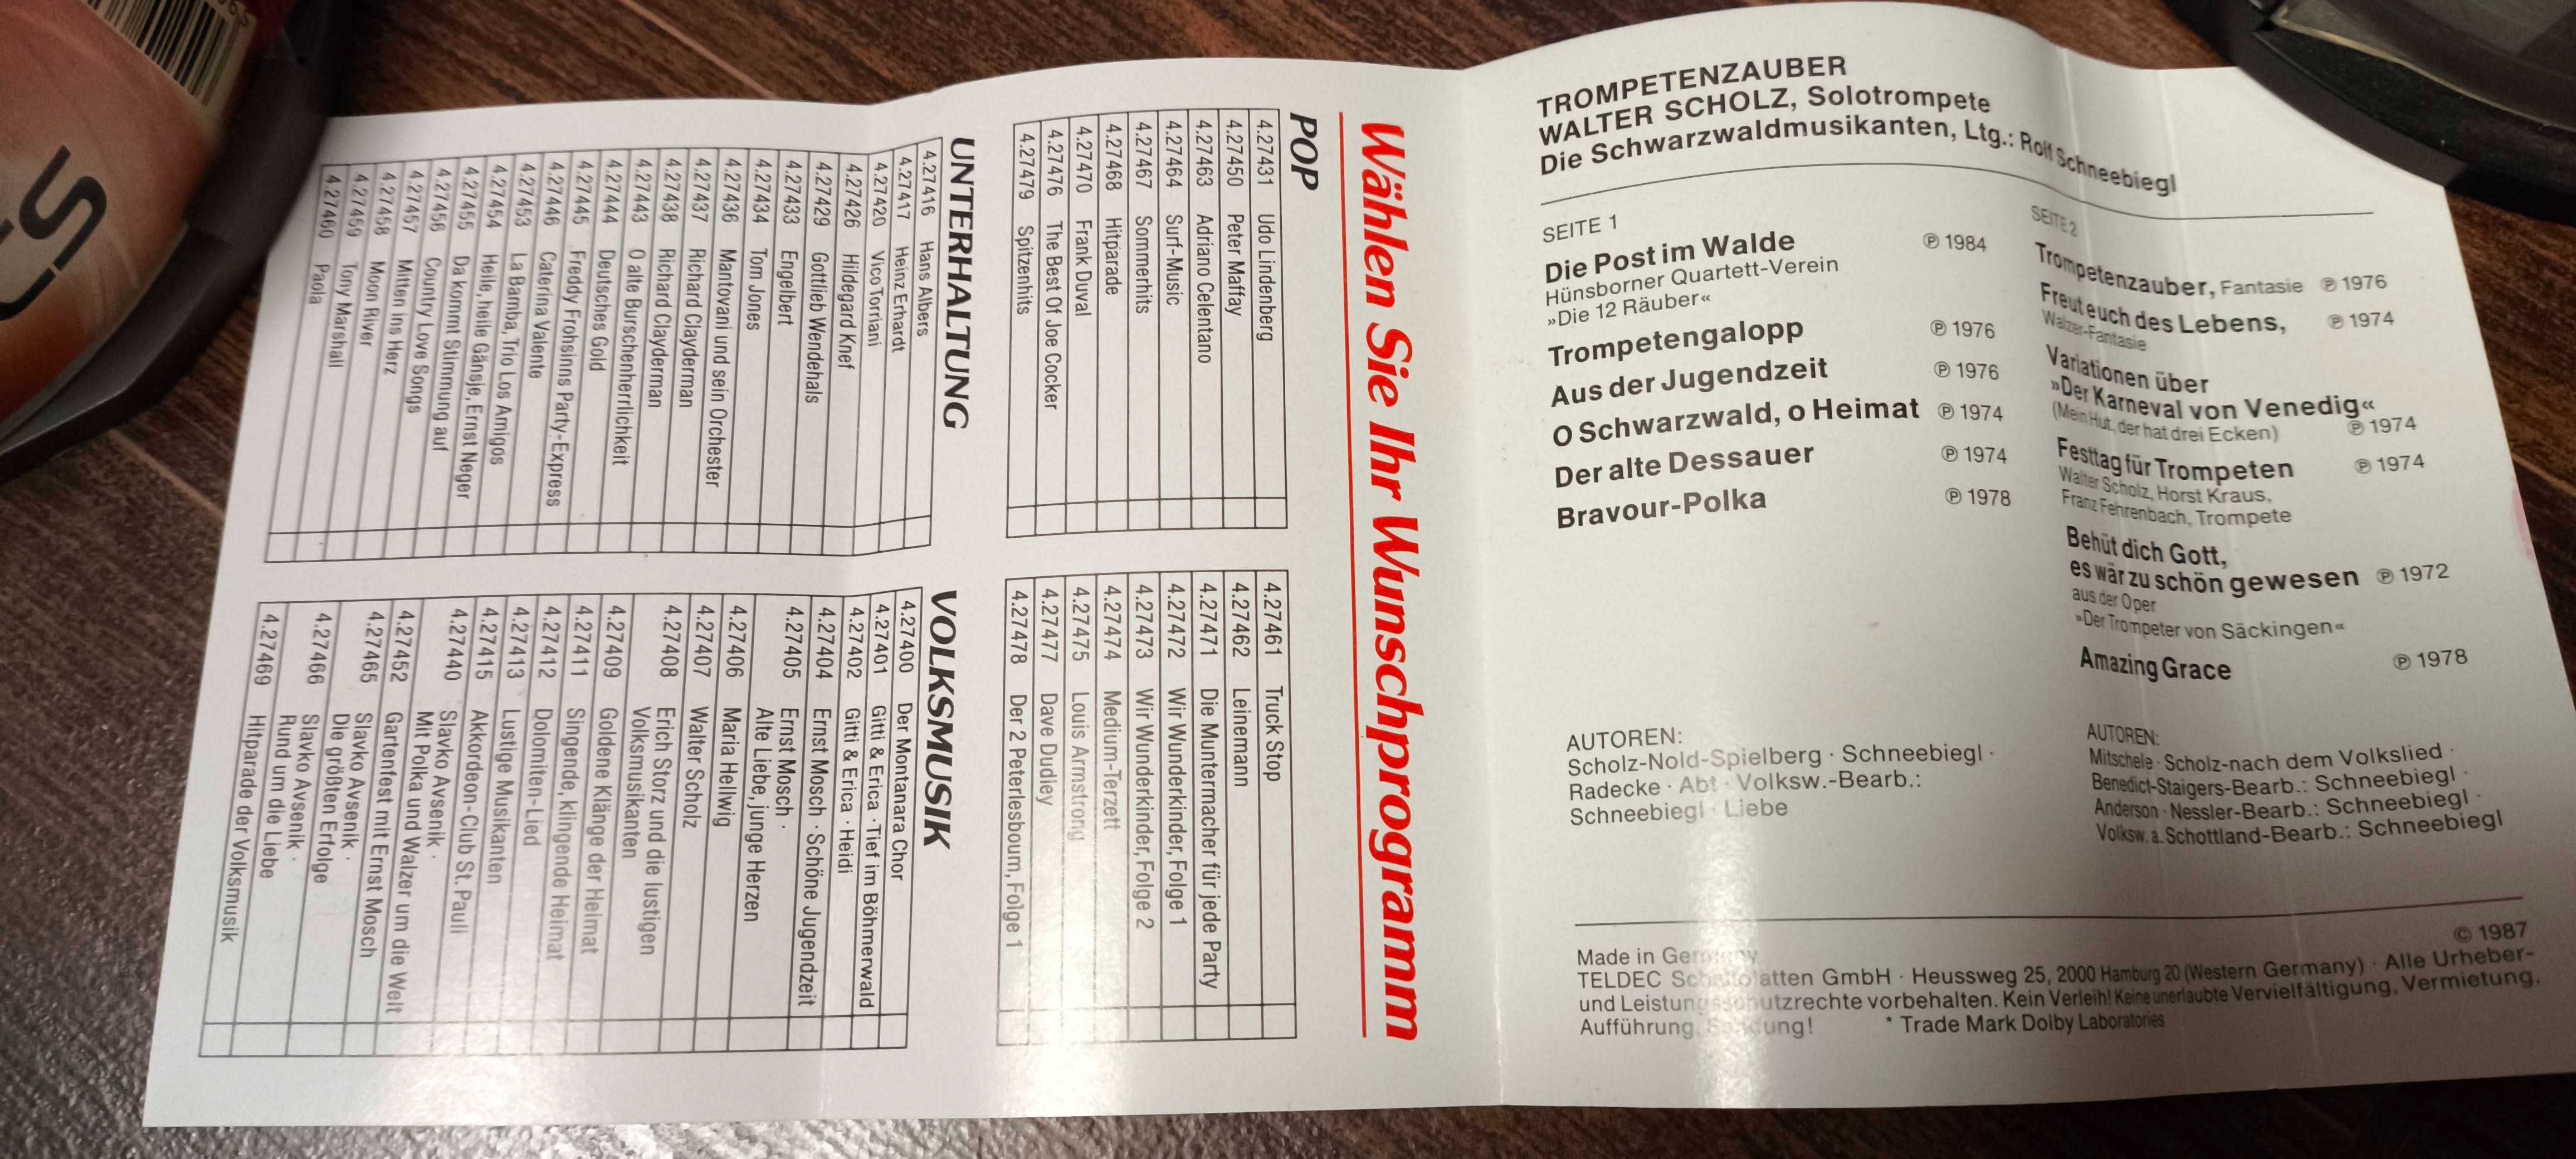 TROMPETENZAUBER
WALTER SCHOLZ, Solotrompete
Die Schwarzwaldmusikanten, Ltg.: Rolf Schneebiegl
SEITE 1
Die Post im Walde ℗ 1984
Hünsborner Quartett-Verein
»Die 12 Räuber«
Trompetengalopp ℗ 1976
Aus der Jugendzeit ℗ 1976
O Schwarzwald, o Heimat ℗ 1974
Der alte Dessauer ℗ 1974
Bravour-Polka ℗ 1978
AUTOREN:
Scholz-Nold-Spielberg · Schneebiegl ·
Radecke · Abt · Volksw.-Bearb.:
Schneebiegl · Liebe
SEITE 2
Trompetenzauber, Fantasie ℗ 1976
Freut euch des Lebens, ℗ 1974
Walzer-Fantasie
Variationen über
»Der Karneval von Venedig«
(Mein Hut, der hat drei Ecken) ℗ 1974
Festtag für Trompeten ℗ 1974
Walter Scholz, Horst Kraus,
Franz Fehrenbach, Trompete
Behüt dich Gott,
es wär zu schön gewesen ℗ 1972
aus der Oper
»Der Trompeter von Säckingen«
Amazing Grace ℗ 1978
AUTOREN:
Mitschele · Scholz-nach dem Volkslied ·
Benedict-Staigers-Bearb.: Schneebiegl ·
Anderson · Nessler-Bearb.: Schneebiegl ·
Volksw. a. Schottland-Bearb.: Schneebiegl
© 1987
Made in Germany
TELDEC Schallplatten GmbH · Heussweg 25, 2000 Hamburg 20 (Western Germany) · Alle Urheber-
und Leistungsschutzrechte vorbehalten. Kein Verleih! Keine unerlaubte Vervielfältigung, Vermietung,
Aufführung, Sendung! * Trade Mark Dolby Laboratories
Wählen Sie Ihr Wunschprogramm
POP
4.27431 Udo Lindenberg
4.27450 Peter Maffay
4.27463 Adriano Celentano
4.27464 Surf-Music
4.27467 Sommerhits
4.27468 Hitparade
4.27470 Frank Duval
4.27476 The Best Of Joe Cocker
4.27479 Spitzenhits
4.27461 Truck Stop
4.27462 Leinemann
4.27471 Die Muntermacher für jede Party
4.27472 Wir Wunderkinder, Folge 1
4.27473 Wir Wunderkinder, Folge 2
4.27474 Medium-Terzett
4.27475 Louis Armstrong
4.27477 Dave Dudley
4.27478 Der 2 Peterlesboum, Folge 1
UNTERHALTUNG
4.27416 Hans Albers
4.27417 Heinz Erhardt
4.27420 Vico Torriani
4.27426 Hildegard Knef
4.27429 Gottlieb Wendehals
4.27433 Engelbert
4.27434 Tom Jones
4.27436 Mantovani und sein Orchester
4.27437 Richard Clayderman
4.27438 Richard Clayderman
4.27443 O alte Burschenherrlichkeit
4.27444 Deutsches Gold
4.27445 Freddy Frohsinns Party-Express
4.27446 Caterina Valente
4.27453 La Bamba, Trio Los Amigos
4.27454 Heile, heile Gänsje, Ernst Neger
4.27455 Da kommt Stimmung auf
4.27456 Country Love Songs
4.27457 Mitten ins Herz
4.27458 Moon River
4.27459 Tony Marshall
4.27460 Paola
VOLKSMUSIK
4.27400 Der Montanara Chor
4.27401 Gitti & Erica · Tief im Böhmerwald
4.27402 Gitti & Erica · Heidi
4.27404 Ernst Mosch · Schöne Jugendzeit
4.27405 Ernst Mosch ·
Alte Liebe, junge Herzen
4.27406 Maria Hellwig
4.27407 Walter Scholz
4.27408 Erich Storz und die lustigen
Volksmusikanten
4.27409 Goldene Klänge der Heimat
4.27411 Singende, klingende Heimat
4.27412 Dolomiten-Lied
4.27413 Lustige Musikanten
4.27415 Akkordeon-Club St. Pauli
4.27440 Slavko Avsenik ·
Mit Polka und Walzer um die Welt
4.27452 Gartenfest mit Ernst Mosch
4.27465 Slavko Avsenik ·
Die größten Erfolge
4.27466 Slavko Avsenik ·
Rund um die Liebe
4.27469 Hitparade der Volksmusik